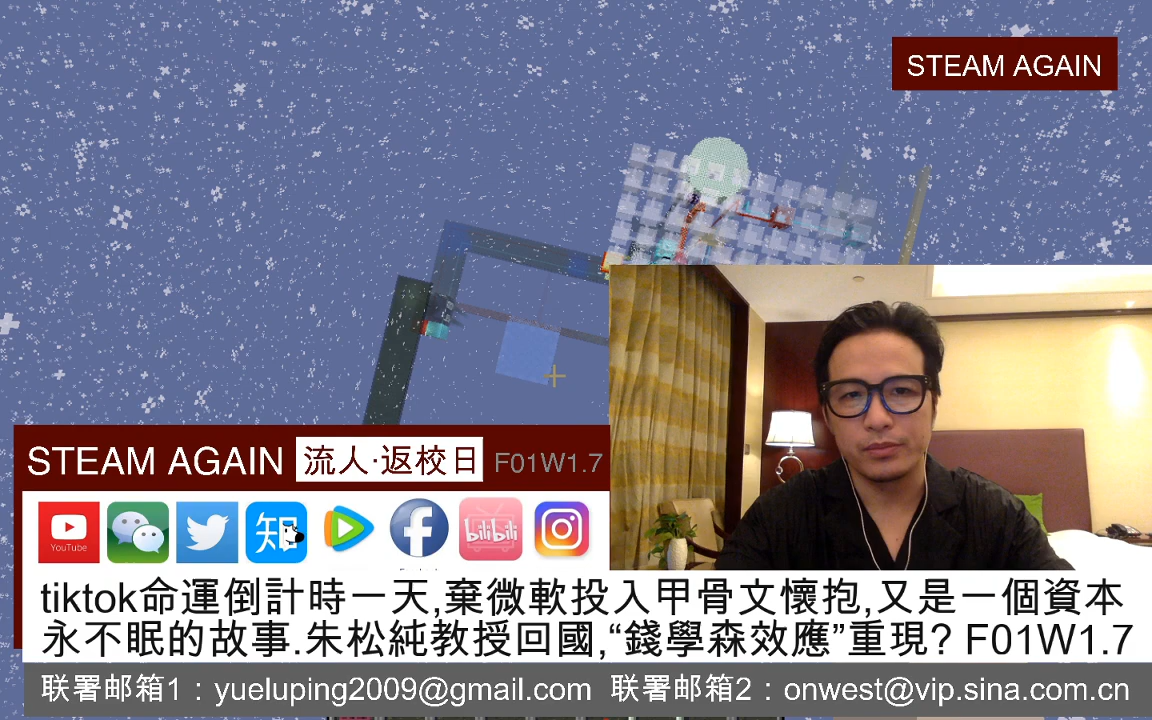 STEAM AGAIN
STEAM AGAIN 流人·返校日 F01W1.7
YouTube 知 bilibili
tiktok命運倒計時一天,棄微軟投入甲骨文懷抱,又是一個資本
永不眠的故事.朱松純教授回國,“錢學森效應”重現? F01W1.7
联署邮箱1：yueluping2009@gmail.com 联署邮箱2：onwest@vip.sina.com.cn